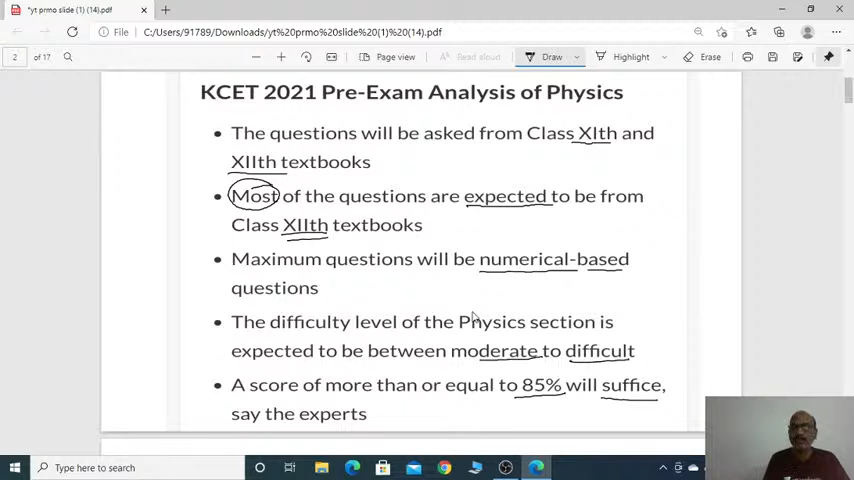 *yt prmo slide (1) (14).pdf
File
C:/Users/91789/Downloads/yt%20prmo%20slide%20(1)%20(14).pdf
2 of 17
Page view
Read aloud
Draw
Highlight
Erase
KCET 2021 Pre-Exam Analysis of Physics
The questions will be asked from Class XIth and
XIIth textbooks
Most of the questions are expected to be from
Class XIIth textbooks
Maximum questions will be numerical-based
questions
The difficulty level of the Physics section is
expected to be between moderate to difficult
A score of more than or equal to 85% will suffice,
say the experts
Type here to search